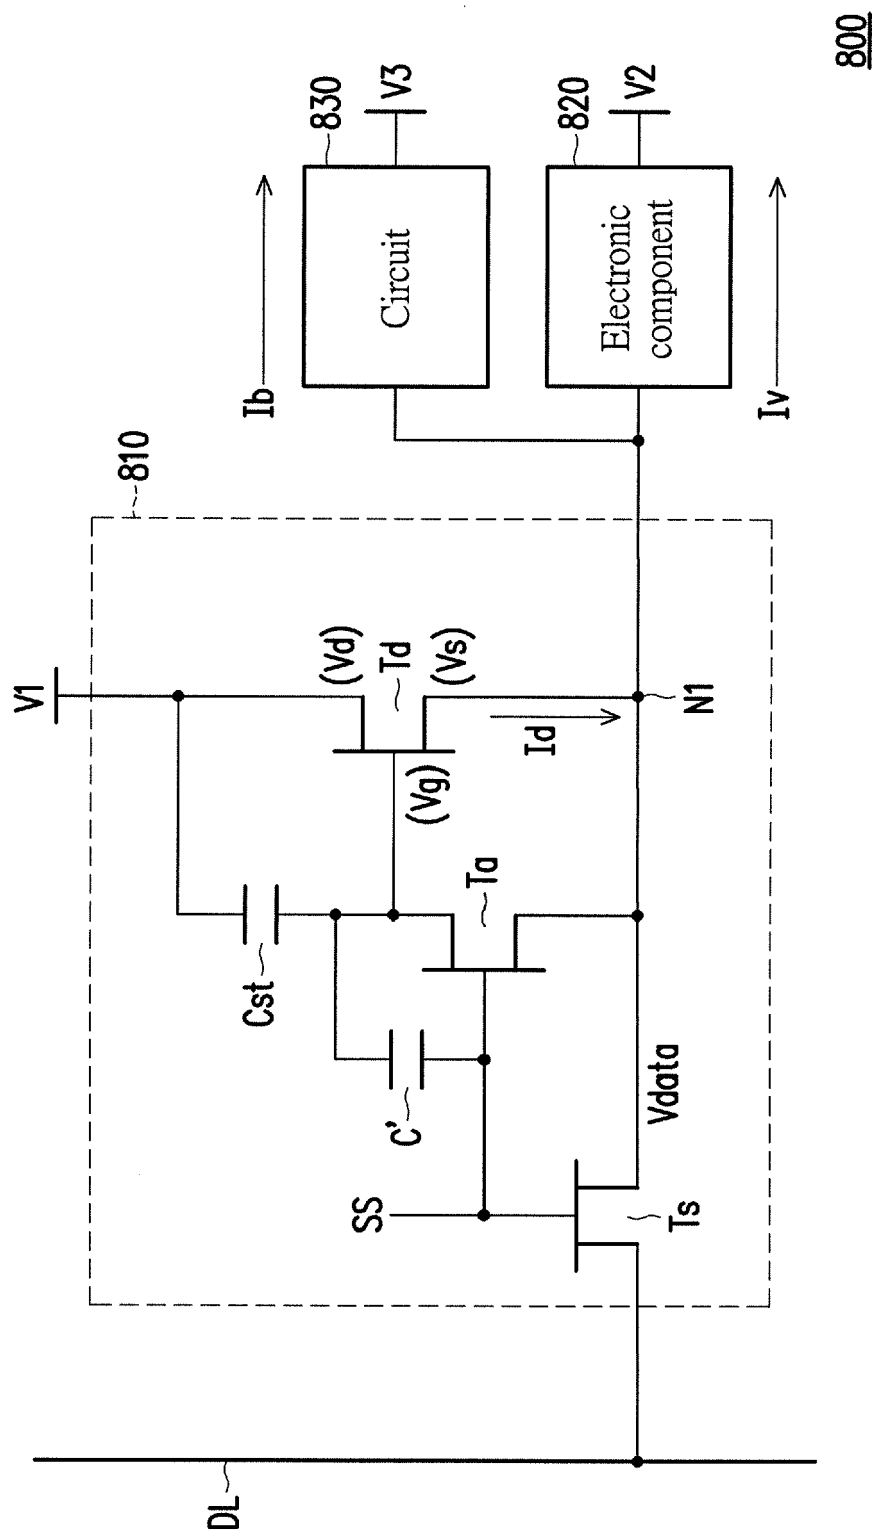 800
V1
810
Ib
830
Circuit
V3
Cst
(Vd)
Td
(Vs)
C'
(Vg)
Ta
Id
820
Electronic
component
V2
SS
Vdata
N1
Iv
Ts
DL